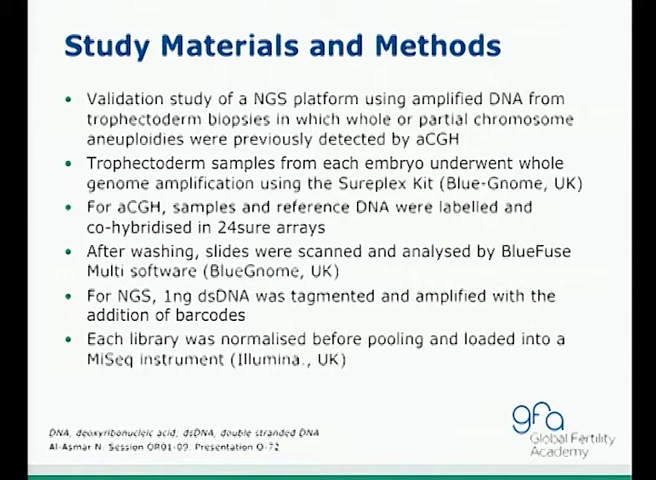 Study Materials and Methods
• Validation study of a NGS platform using amplified DNA from
trophectoderm biopsies in which whole or partial chromosome
aneuploidies were previously detected by aCGH
• Trophectoderm samples from each embryo underwent whole
genome amplification using the Sureplex Kit (Blue-Gnome, UK)
• For aCGH, samples and reference DNA were labelled and
co-hybridised in 24sure arrays
• After washing, slides were scanned and analysed by BlueFuse
Multi software (BlueGnome, UK)
• For NGS, 1ng dsDNA was tagmented and amplified with the
addition of barcodes
• Each library was normalised before pooling and loaded into a
MiSeq instrument (Illumina., UK)
DNA, deoxyribonucleic acid, dsDNA, double stranded DNA
Al-Asmar N. Session OR01-09. Presentation O-72
gfa
Global Fertility
Academy